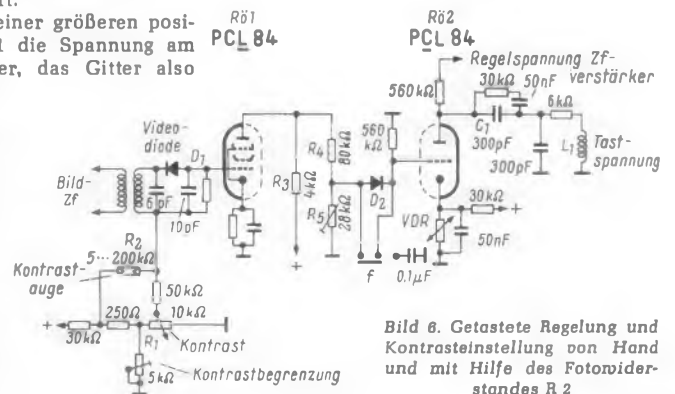 einer größeren posi-
die Spannung am
er, das Gitter also
Rö1
PCL 84
Rö2
PCL 84
Regelspannung Zf-
verstärker
560kΩ
30kΩ
50nF
6kΩ
C1
300pF
300pF
L1
Tast-
spannung
Video-
diode
D1
Bild-
Zf
6pF
10pF
R4
80kΩ
560
kΩ
R3
4kΩ
D2
R5
28kΩ
VDR
30kΩ
+
50nF
f
0.1µF
+
R2
5...200kΩ
Kontrast-
auge
50kΩ
+
30kΩ
250Ω
10kΩ
R1
Kontrast
5kΩ
Kontrastbegrenzung
Bild 6. Getastete Regelung und
Kontrasteinstellung von Hand
und mit Hilfe des Fotowider-
standes R 2